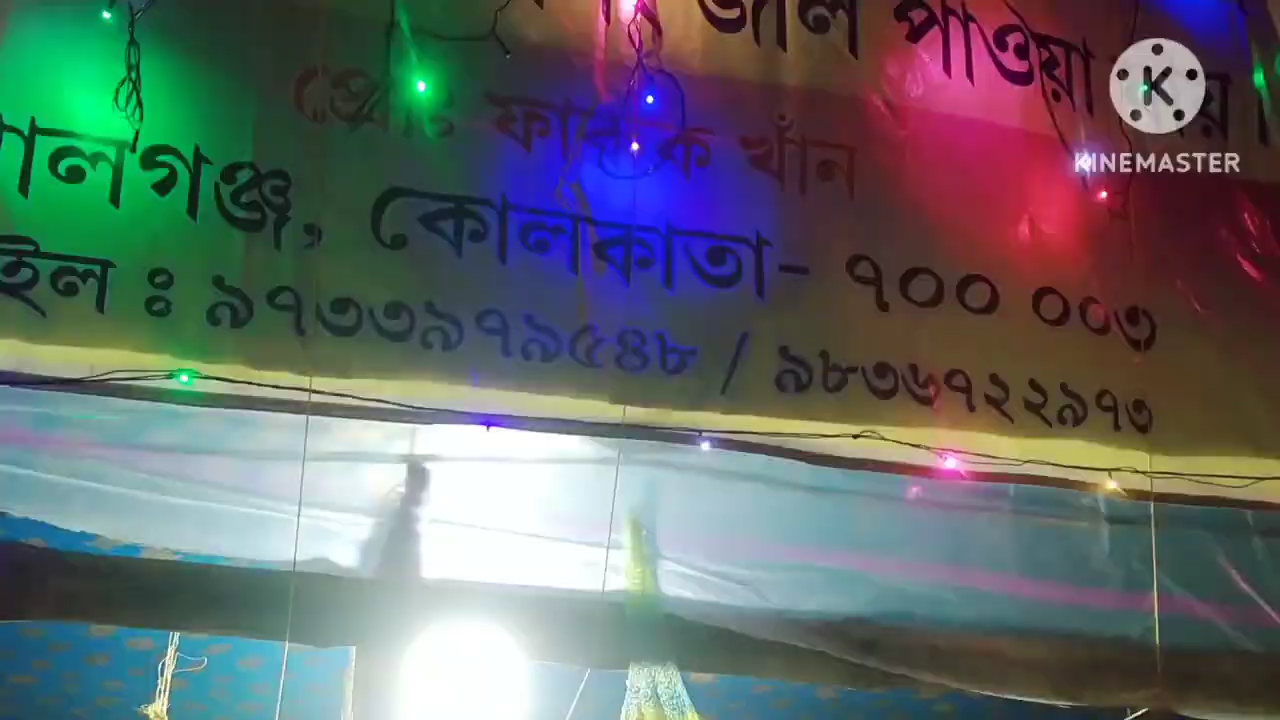 জাল পাওয়া যায়
প্রোঃ ফারুক খাঁন
ালগঞ্জ, কোলকাতা- ৭০০ ০০৩
ইল : ৯৭৩৩৯৭৯৫৪৮ / ৯৮৩৬৭২২৯৭৩
K
KINEMASTER